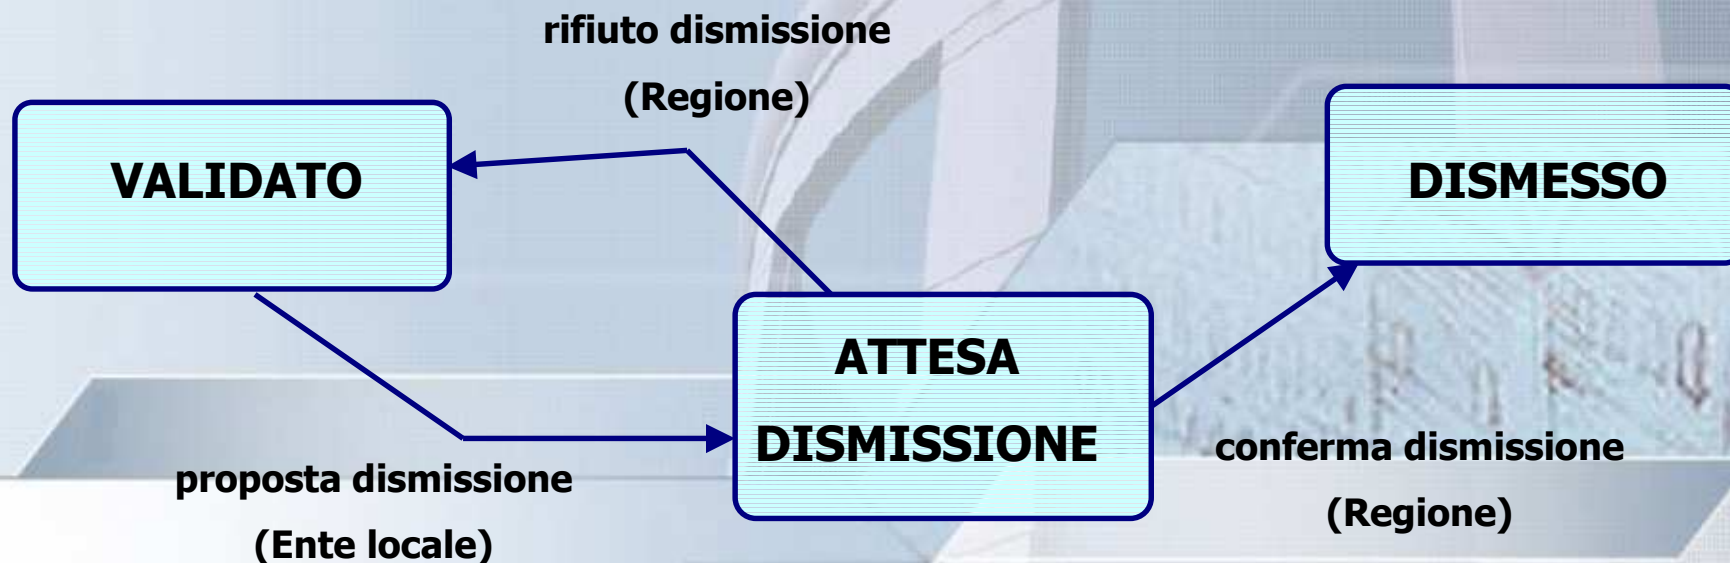 rifiuto dismissione
(Regione)
VALIDATO
DISMESSO
ATTESA
DISMISSIONE
proposta dismissione
(Ente locale)
conferma dismissione
(Regione)